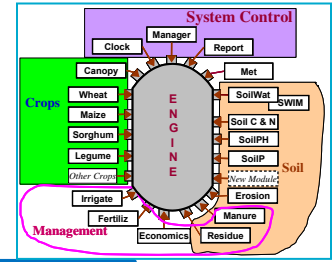 System Control
Manager
Clock
Report
Canopy
Met
Crops
Wheat
Maize
Sorghum
Legume
Other Crops
ENGINE
SoilWat
SWIM
Soil C & N
SoilPH
SoilP
Soil
New Module
Erosion
Irrigate
Manure
Management
Fertiliz
Economics
Residue